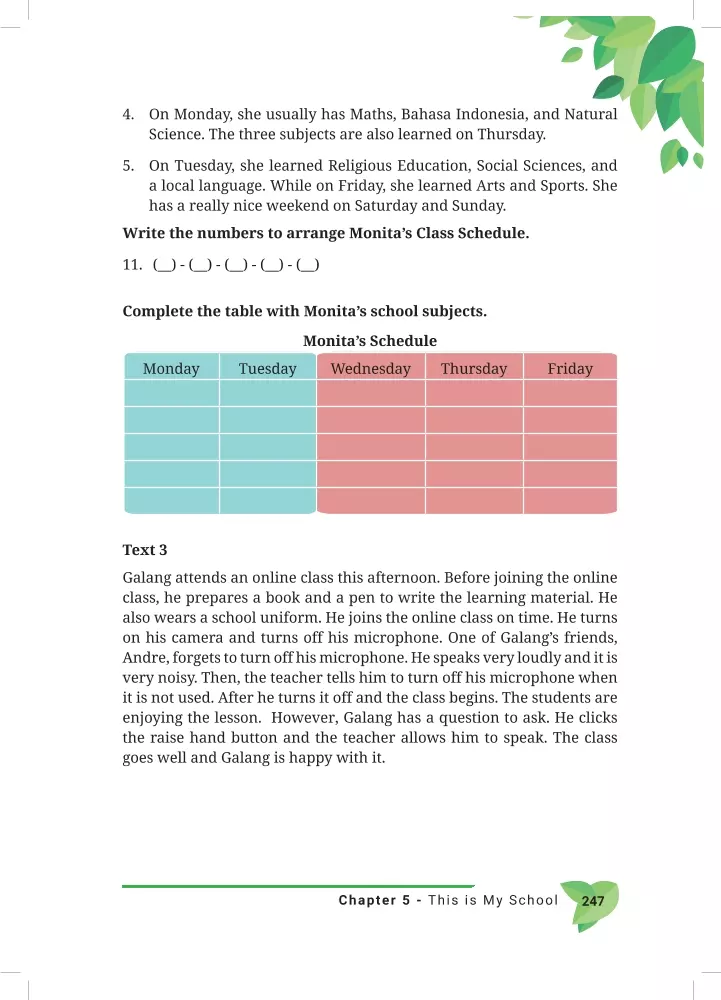 4. On Monday, she usually has Maths, Bahasa Indonesia, and Natural
Science. The three subjects are also learned on Thursday.
5. On Tuesday, she learned Religious Education, Social Sciences, and
a local language. While on Friday, she learned Arts and Sports. She
has a really nice weekend on Saturday and Sunday.
Write the numbers to arrange Monita’s Class Schedule.
11. (__) - (__) - (__) - (__) - (__)
Complete the table with Monita’s school subjects.
Monita’s Schedule
Monday Tuesday Wednesday Thursday Friday
Text 3
Galang attends an online class this afternoon. Before joining the online
class, he prepares a book and a pen to write the learning material. He
also wears a school uniform. He joins the online class on time. He turns
on his camera and turns off his microphone. One of Galang’s friends,
Andre, forgets to turn off his microphone. He speaks very loudly and it is
very noisy. Then, the teacher tells him to turn off his microphone when
it is not used. After he turns it off and the class begins. The students are
enjoying the lesson.  However, Galang has a question to ask. He clicks
the raise hand button and the teacher allows him to speak. The class
goes well and Galang is happy with it.
Chapter 5 - This is My School 247